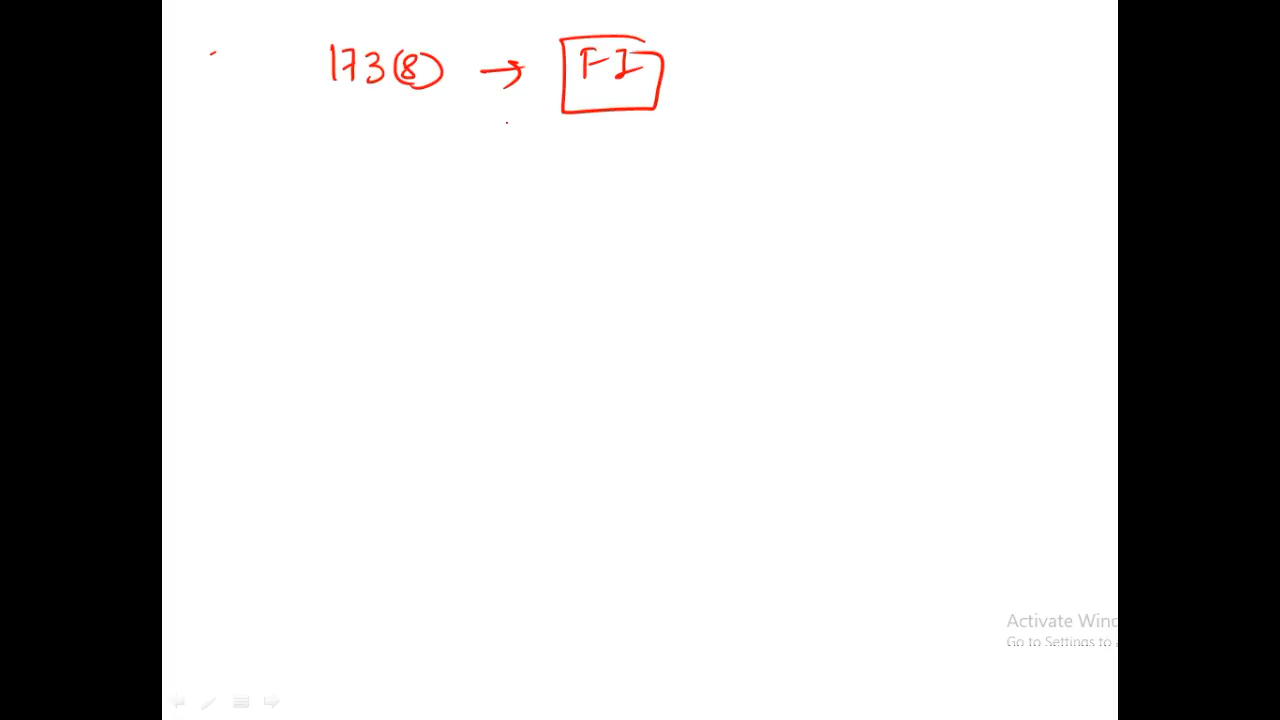 173(8) → F-I
Activate Wind
Go to Settings to